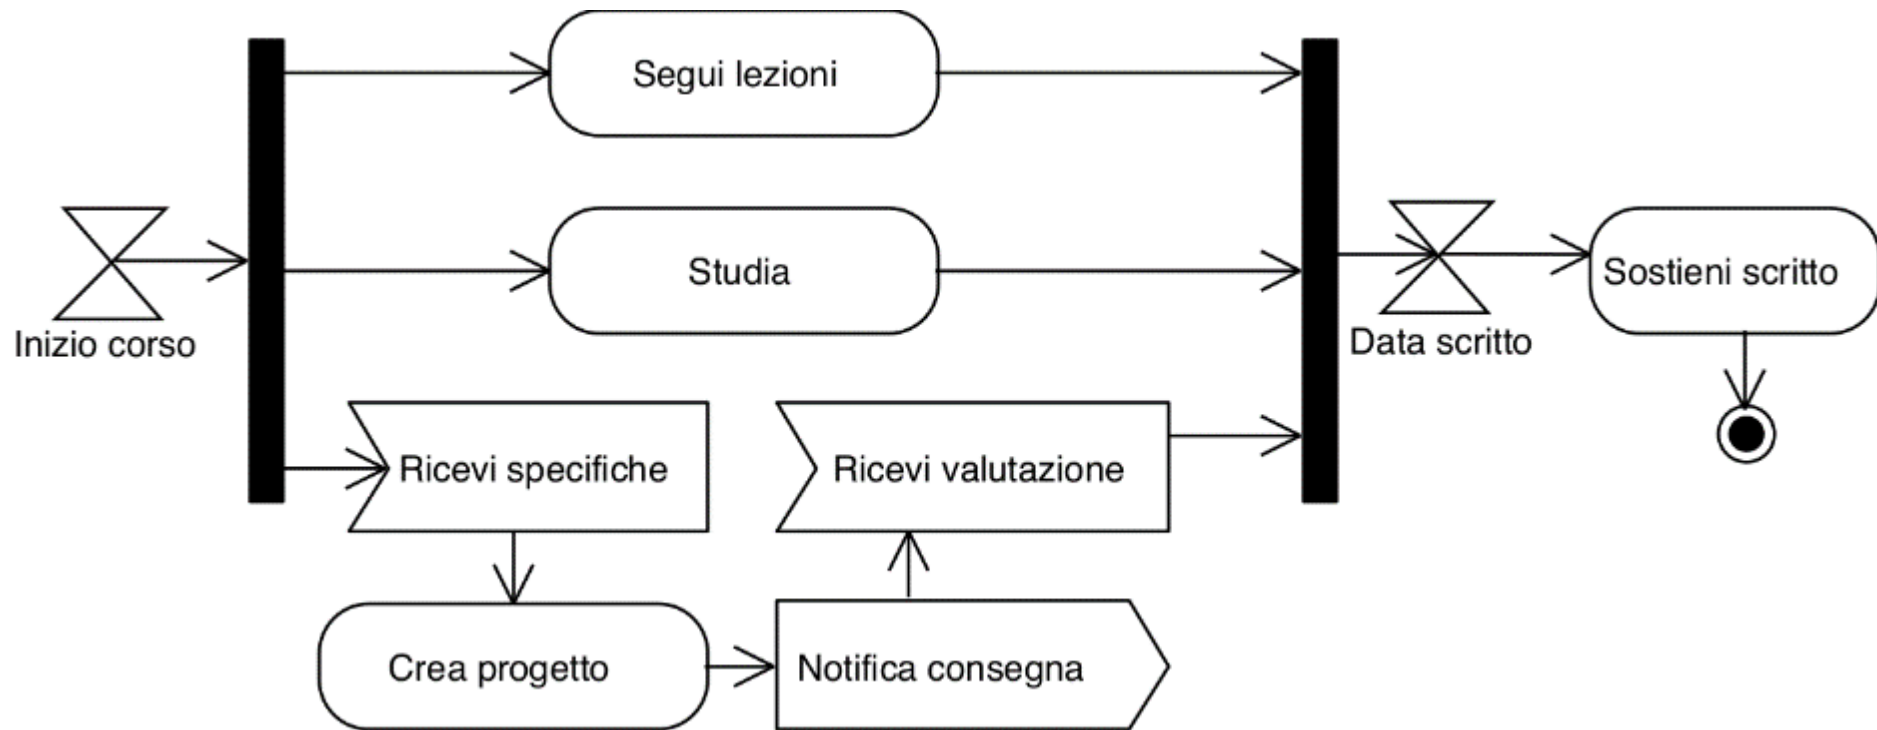 Segui lezioni
Studia
Sostieni scritto
Inizio corso
Data scritto
Ricevi specifiche
Ricevi valutazione
Crea progetto
Notifica consegna